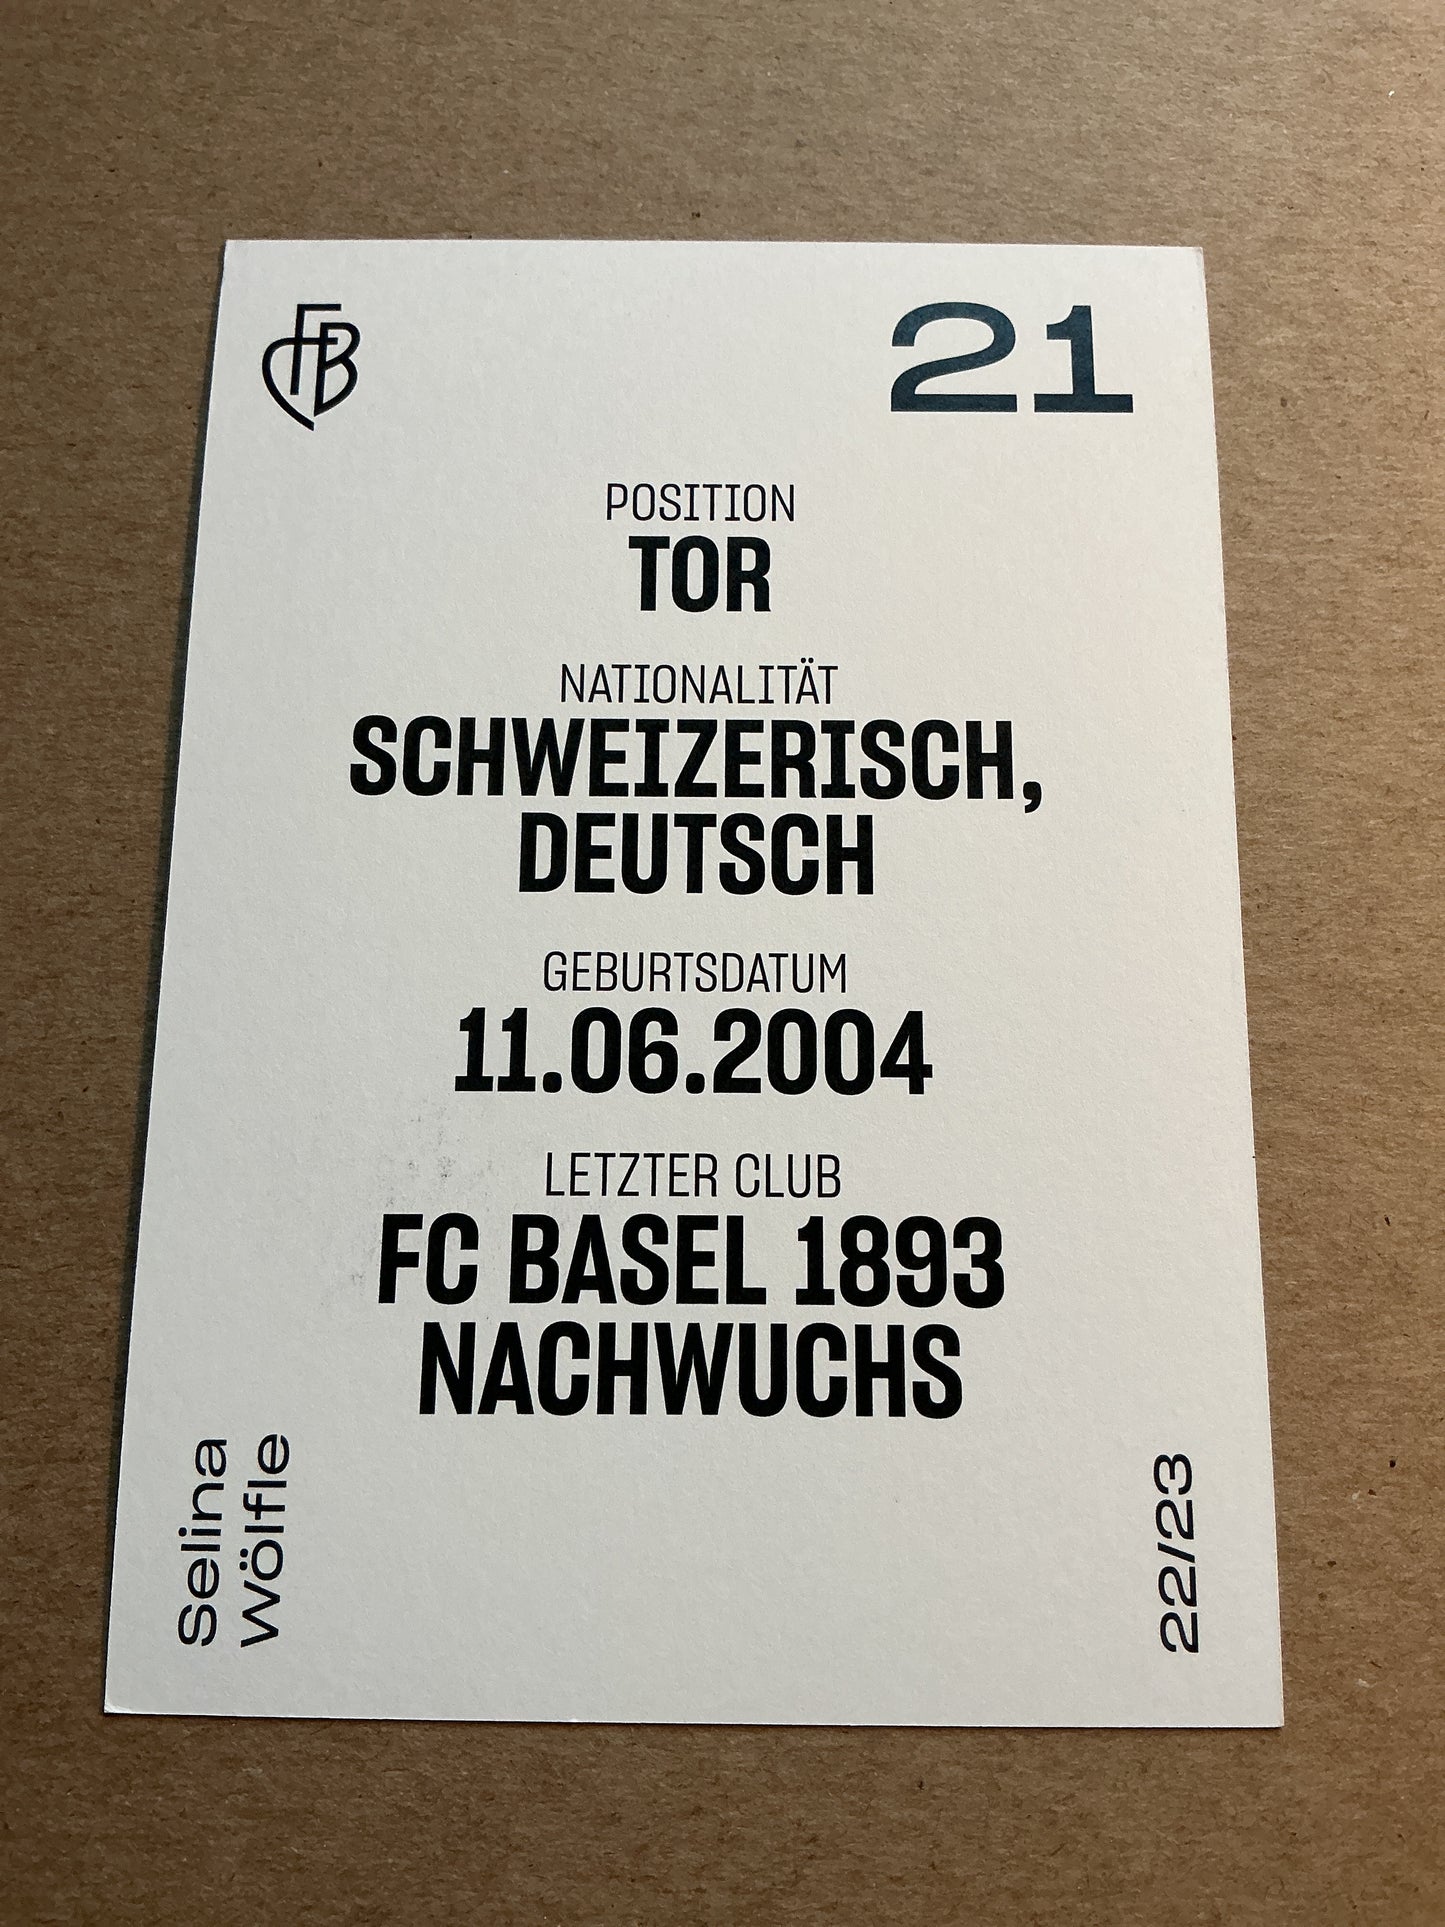 FCB
21
POSITION
TOR
NATIONALITÄT
SCHWEIZERISCH,
DEUTSCH
GEBURTSDATUM
11.06.2004
LETZTER CLUB
FC BASEL 1893
NACHWUCHS
Selina
Wölfle
22/23